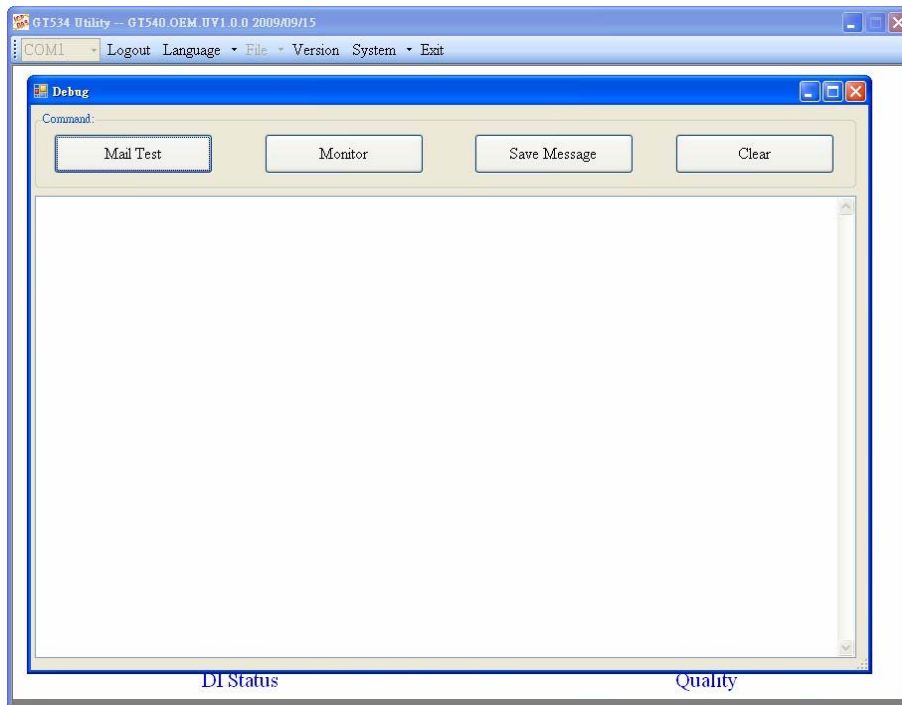 GT534 Utility -- GT540.OEM.UV1.0.0 2009/09/15
COM1 Logout Language File Version System Exit
Debug
Command:
Mail Test Monitor Save Message Clear
DI Status Quality